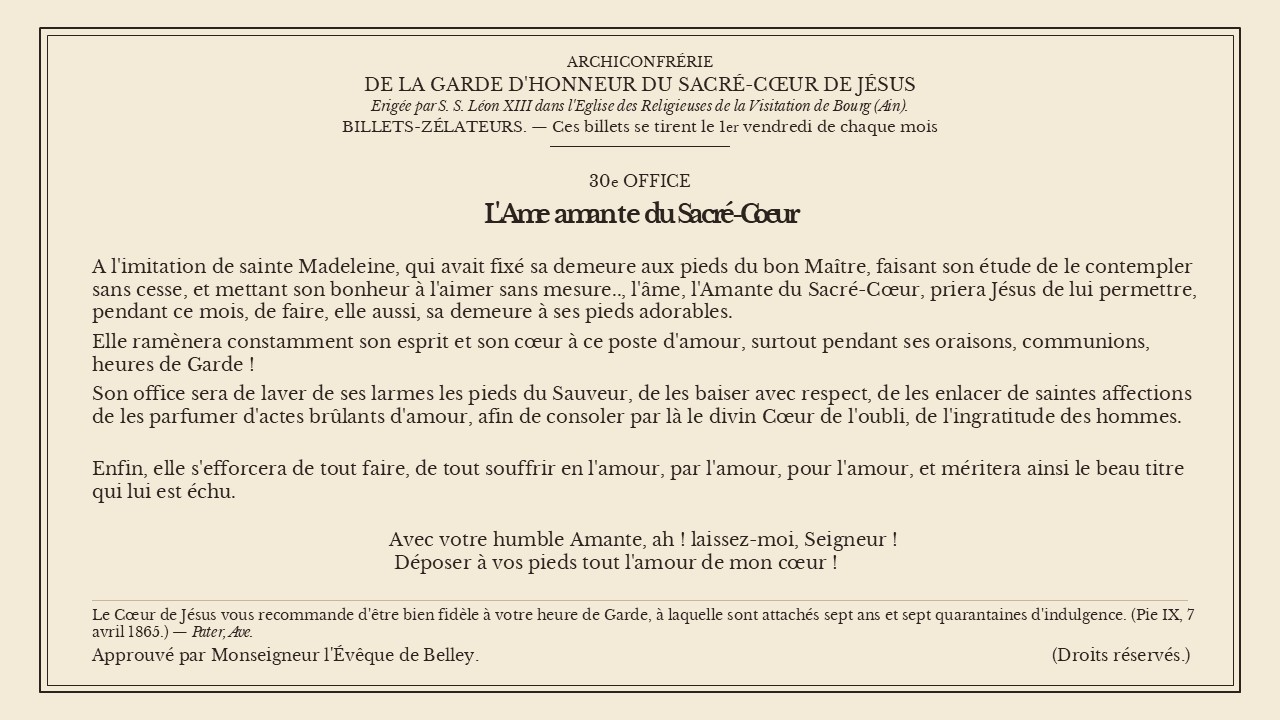 ARCHICONFRÉRIE
DE LA GARDE D'HONNEUR DU SACRÉ-CŒUR DE JÉSUS
Erigée par S. S. Léon XIII dans l'Eglise des Religieuses de la Visitation de Bourg (Ain).
BILLETS-ZÉLATEURS. — Ces billets se tirent le 1er vendredi de chaque mois
30e OFFICE
L'Ame amante du Sacré-Cœur
A l'imitation de sainte Madeleine, qui avait fixé sa demeure aux pieds du bon Maître, faisant son étude de le contempler
sans cesse, et mettant son bonheur à l'aimer sans mesure.., l'âme, l'Amante du Sacré-Cœur, priera Jésus de lui permettre,
pendant ce mois, de faire, elle aussi, sa demeure à ses pieds adorables.
Elle ramènera constamment son esprit et son cœur à ce poste d'amour, surtout pendant ses oraisons, communions,
heures de Garde !
Son office sera de laver de ses larmes les pieds du Sauveur, de les baiser avec respect, de les enlacer de saintes affections
de les parfumer d'actes brûlants d'amour, afin de consoler par là le divin Cœur de l'oubli, de l'ingratitude des hommes.
Enfin, elle s'efforcera de tout faire, de tout souffrir en l'amour, par l'amour, pour l'amour, et méritera ainsi le beau titre
qui lui est échu.
Avec votre humble Amante, ah ! laissez-moi, Seigneur !
Déposer à vos pieds tout l'amour de mon cœur !
Le Cœur de Jésus vous recommande d'être bien fidèle à votre heure de Garde, à laquelle sont attachés sept ans et sept quarantaines d'indulgence. (Pie IX, 7
avril 1865.) — Pater, Ave.
Approuvé par Monseigneur l'Évêque de Belley.
(Droits réservés.)